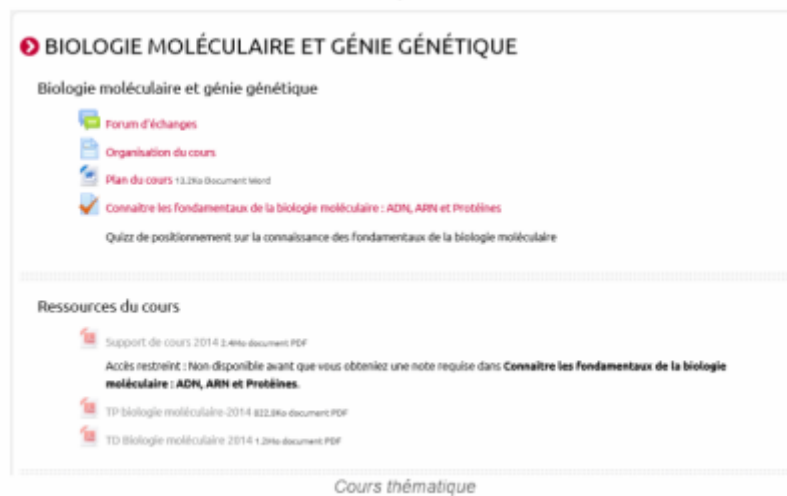 BIOLOGIE MOLÉCULAIRE ET GÉNIE GÉNÉTIQUE
Biologie moléculaire et génie génétique
Forum d'échanges
Organisation du cours
Plan du cours 13.2Ko Document Word
Connaître les fondamentaux de la biologie moléculaire : ADN, ARN et Protéines
Quizz de positionnement sur la connaissance des fondamentaux de la biologie moléculaire
Ressources du cours
Support de cours 2014 2.4Mo document PDF
Accès restreint : Non disponible avant que vous obteniez une note requise dans Connaître les fondamentaux de la biologie
moléculaire : ADN, ARN et Protéines.
TP biologie moléculaire-2014 822.8Ko document PDF
TD Biologie moléculaire 2014 1.2Mo document PDF
Cours thématique